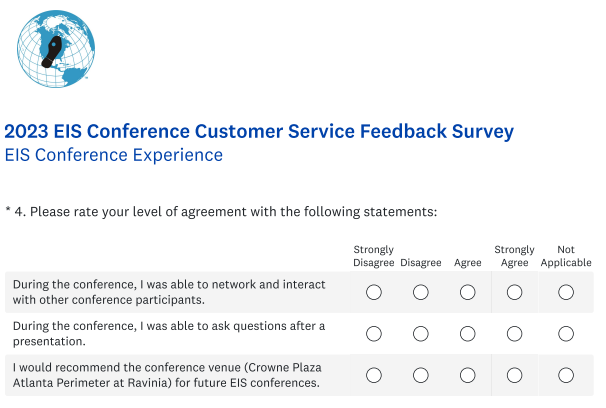 2023 EIS Conference Customer Service Feedback Survey
EIS Conference Experience
* 4. Please rate your level of agreement with the following statements:
Strongly Disagree Disagree Agree Strongly Agree Not Applicable
During the conference, I was able to network and interact
with other conference participants.
During the conference, I was able to ask questions after a
presentation.
I would recommend the conference venue (Crowne Plaza
Atlanta Perimeter at Ravinia) for future EIS conferences.